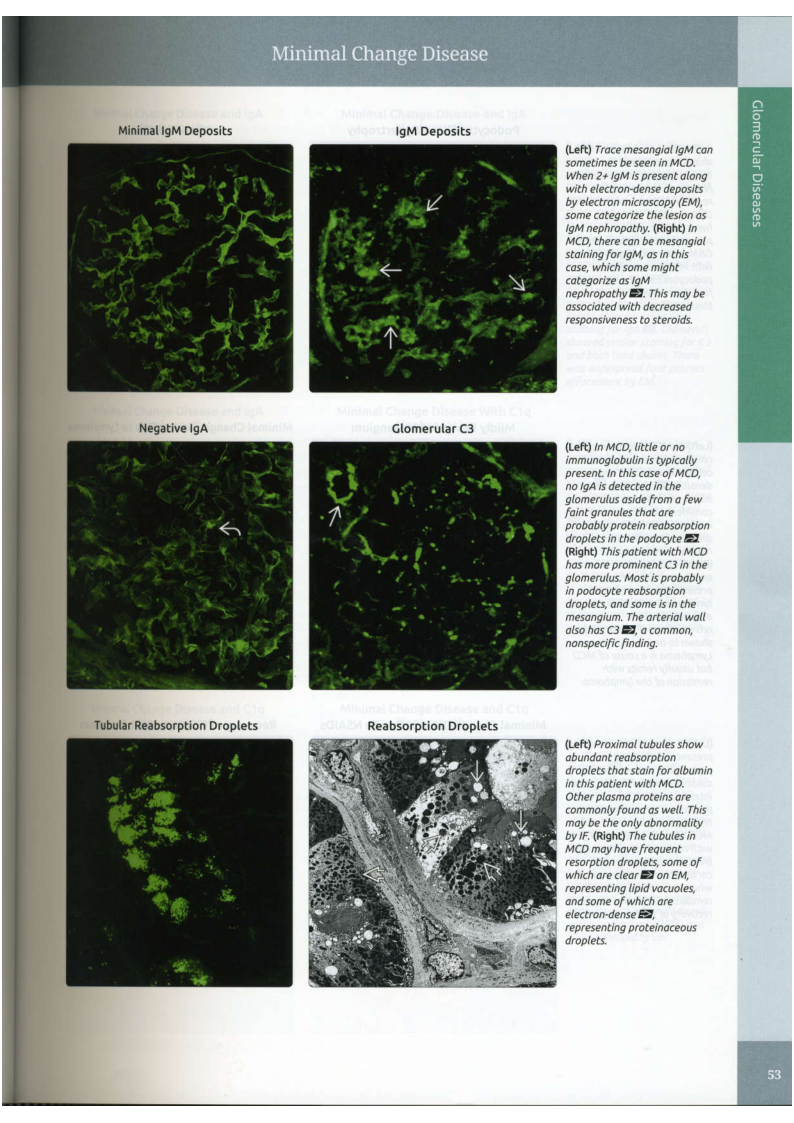 Minimal Change Disease
Glomerular Diseases
Minimal IgM Deposits
IgM Deposits
(Left) Trace mesangial IgM can
sometimes be seen in MCD.
When 2+ IgM is present along
with electron-dense deposits
by electron microscopy (EM),
some categorize the lesion as
IgM nephropathy. (Right) In
MCD, there can be mesangial
staining for IgM, as in this
case, which some might
categorize as IgM
nephropathy. This may be
associated with decreased
responsiveness to steroids.
Negative IgA
Glomerular C3
(Left) In MCD, little or no
immunoglobulin is typically
present. In this case of MCD,
no IgA is detected in the
glomerulus aside from a few
faint granules that are
probably protein reabsorption
droplets in the podocyte.
(Right) This patient with MCD
has more prominent C3 in the
glomerulus. Most is probably
in podocyte reabsorption
droplets, and some is in the
mesangium. The arterial wall
also has C3, a common,
nonspecific finding.
Tubular Reabsorption Droplets
Reabsorption Droplets
(Left) Proximal tubules show
abundant reabsorption
droplets that stain for albumin
in this patient with MCD.
Other plasma proteins are
commonly found as well. This
may be the only abnormality
by IF. (Right) The tubules in
MCD may have frequent
resorption droplets, some of
which are clear on EM,
representing lipid vacuoles,
and some of which are
electron-dense,
representing proteinaceous
droplets.
53